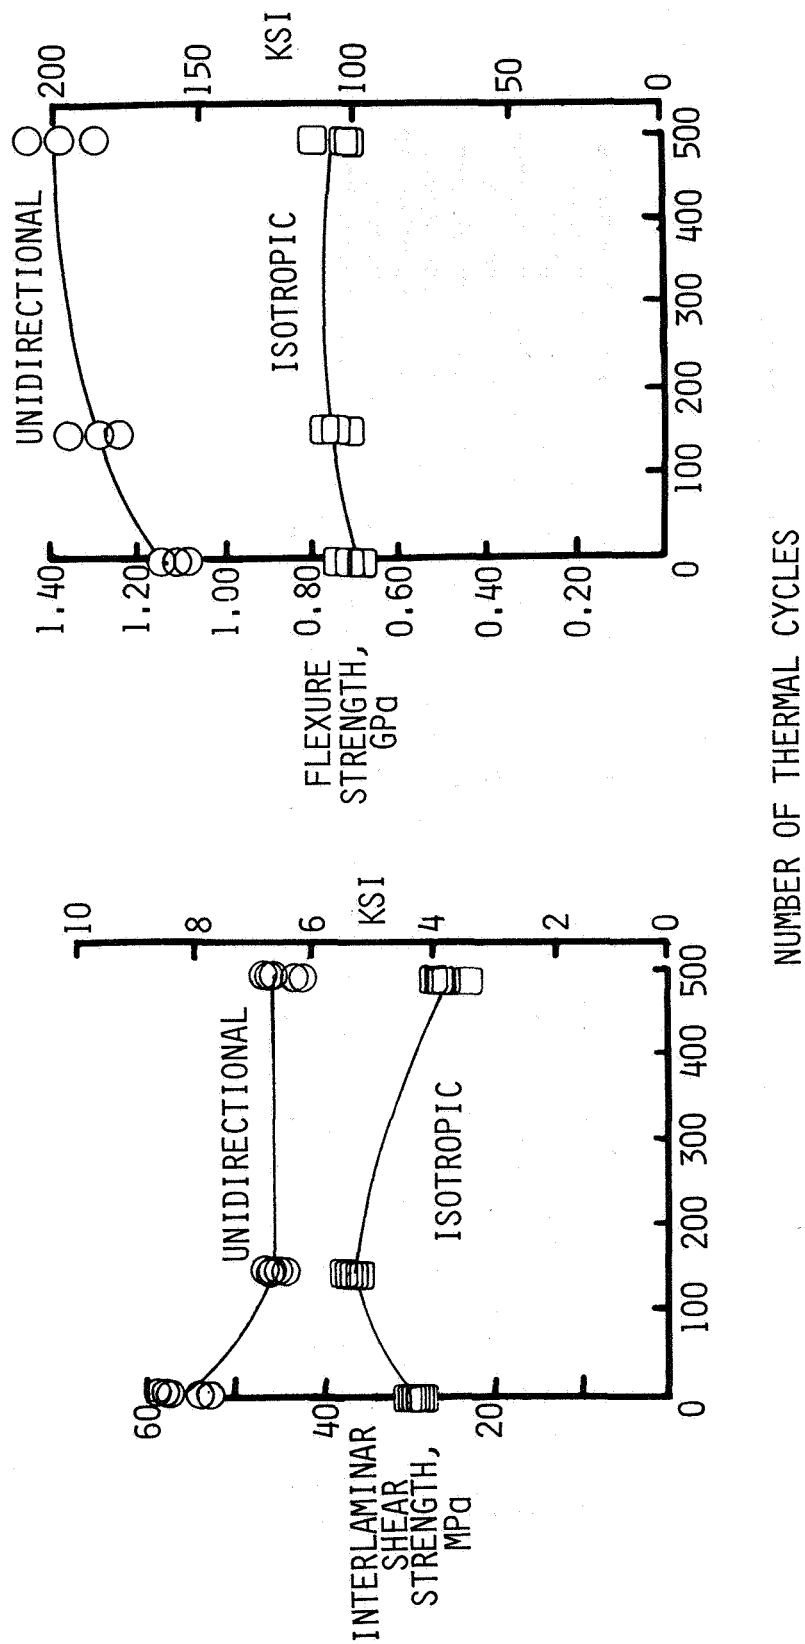 60
40
20
INTERLAMINAR
SHEAR
STRENGTH,
MPa
UNIDIRECTIONAL
ISOTROPIC
10
8
6
KSI
4
2
0
0 100 200 300 400 500
1.40
1.20
1.00
0.80
0.60
0.40
0.20
FLEXURE
STRENGTH,
GPa
UNIDIRECTIONAL
ISOTROPIC
200
150
KSI
100
50
0
0 100 200 300 400 500
NUMBER OF THERMAL CYCLES